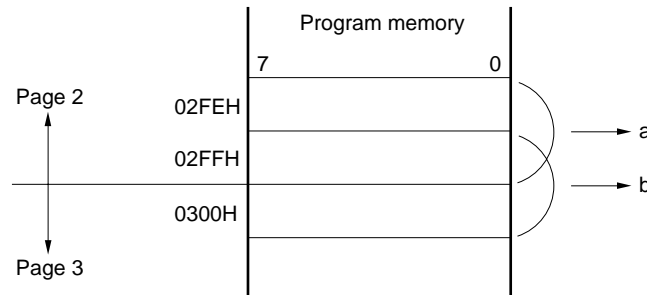 Program memory
7 0
Page 2
02FEH
a
02FFH
b
0300H
Page 3